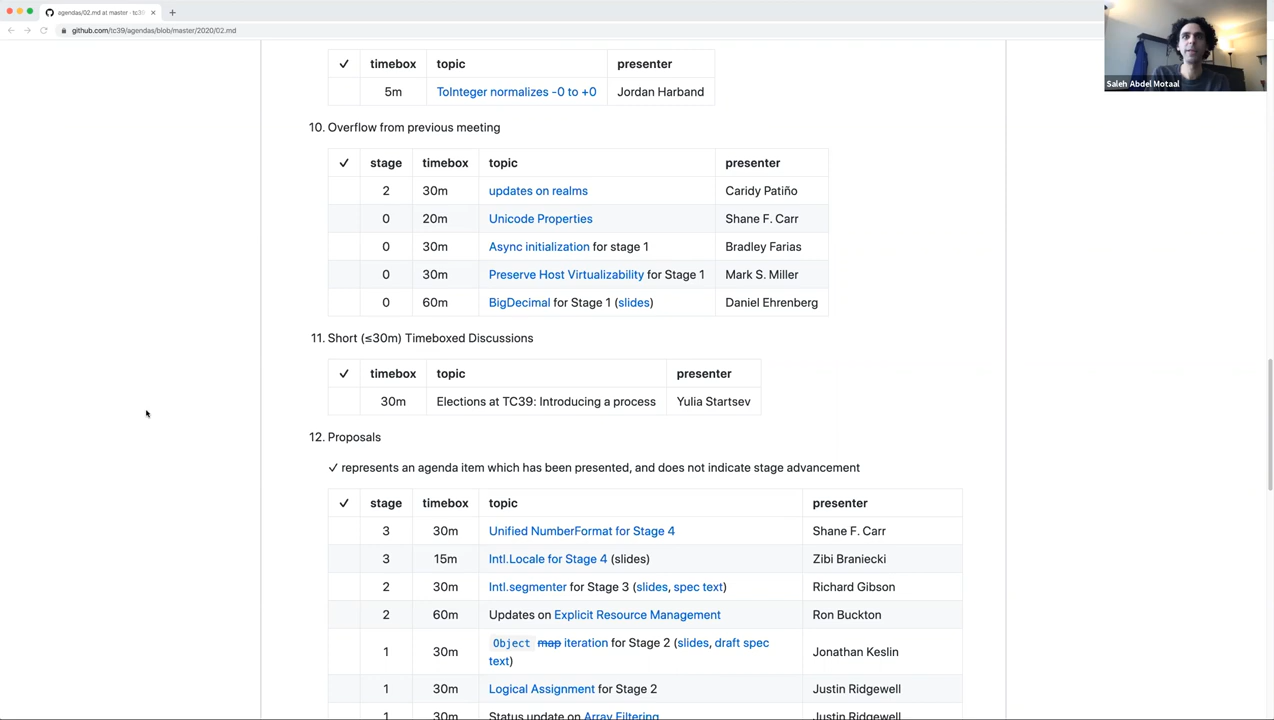 agendas/02.md at master · tc39
github.com/tc39/agendas/blob/master/2020/02.md
Saleh Abdel Motaal
✓ timebox topic presenter
5m ToInteger normalizes -0 to +0 Jordan Harband
10. Overflow from previous meeting
✓ stage timebox topic presenter
2 30m updates on realms Caridy Patiño
0 20m Unicode Properties Shane F. Carr
0 30m Async initialization for stage 1 Bradley Farias
0 30m Preserve Host Virtualizability for Stage 1 Mark S. Miller
0 60m BigDecimal for Stage 1 (slides) Daniel Ehrenberg
11. Short (≤30m) Timeboxed Discussions
✓ timebox topic presenter
30m Elections at TC39: Introducing a process Yulia Startsev
12. Proposals
✓ represents an agenda item which has been presented, and does not indicate stage advancement
✓ stage timebox topic presenter
3 30m Unified NumberFormat for Stage 4 Shane F. Carr
3 15m Intl.Locale for Stage 4 (slides) Zibi Braniecki
2 30m Intl.segmenter for Stage 3 (slides, spec text) Richard Gibson
2 60m Updates on Explicit Resource Management Ron Buckton
1 30m Object map iteration for Stage 2 (slides, draft spec
text) Jonathan Keslin
1 30m Logical Assignment for Stage 2 Justin Ridgewell
1 30m Status update on Array Filtering Justin Ridgewell